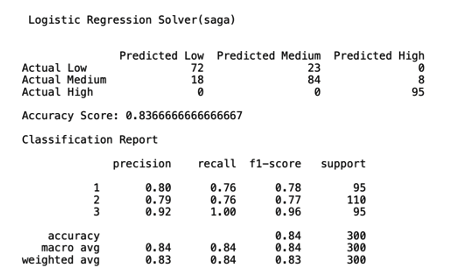 Logistic Regression Solver(saga)
Predicted Low Predicted Medium Predicted High
Actual Low 72 23 0
Actual Medium 18 84 8
Actual High 0 0 95
Accuracy Score: 0.8366666666666667
Classification Report
precision recall f1-score support
1 0.80 0.76 0.78 95
2 0.79 0.76 0.77 110
3 0.92 1.00 0.96 95
accuracy 0.84 300
macro avg 0.84 0.84 0.84 300
weighted avg 0.83 0.84 0.83 300